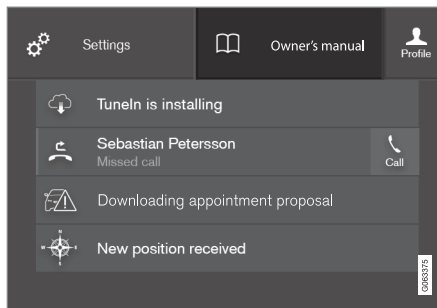 Settings
Owner's manual
Profile
TuneIn is installing
Sebastian Petersson
Missed call
Call
Downloading appointment proposal
New position received
G063375